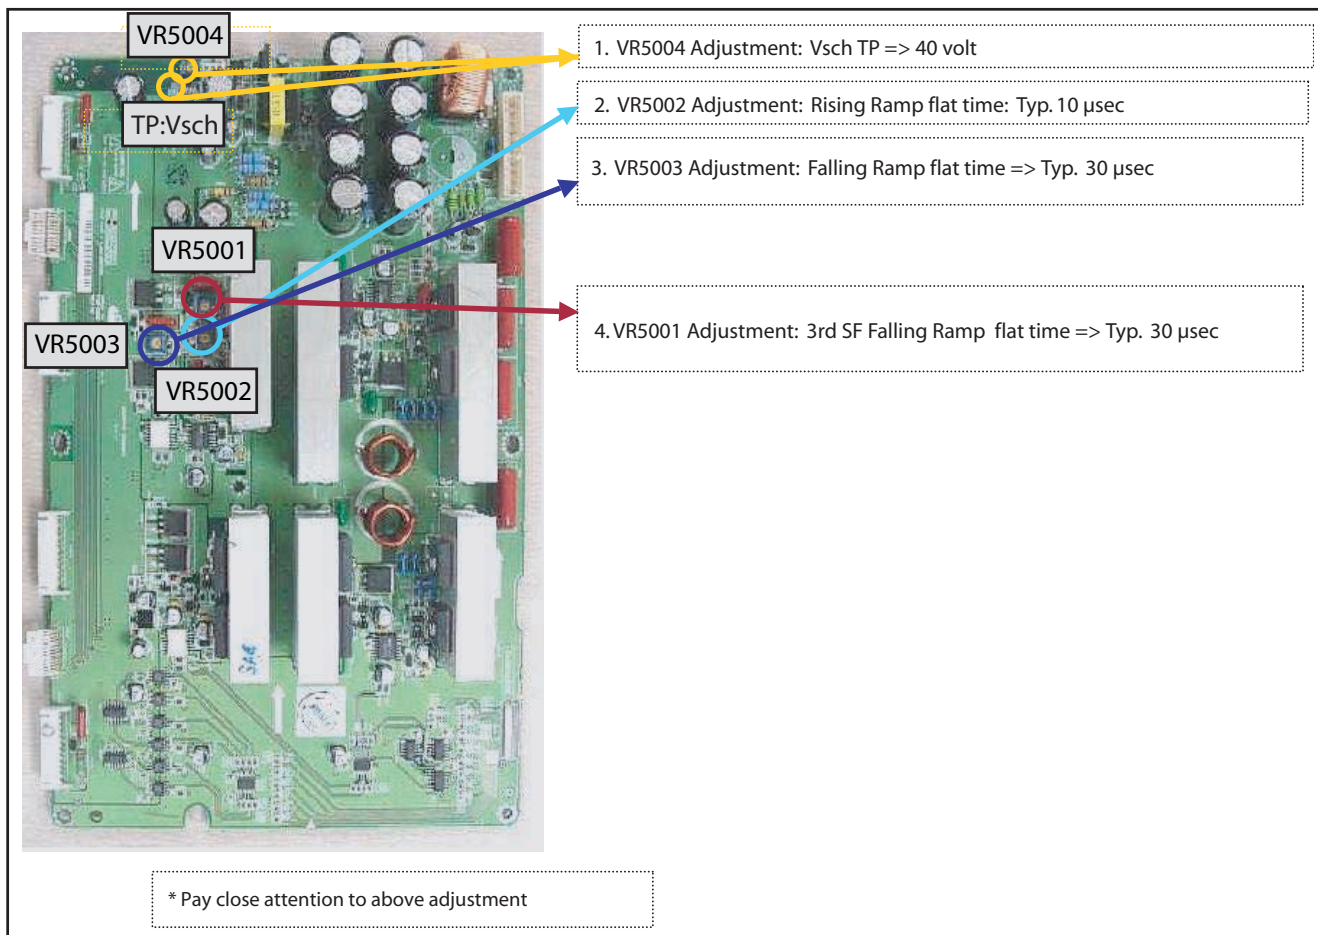 VR5004
TP:Vsch
VR5001
VR5003
VR5002
1. VR5004 Adjustment: Vsch TP => 40 volt
2. VR5002 Adjustment: Rising Ramp flat time: Typ. 10 µsec
3. VR5003 Adjustment: Falling Ramp flat time => Typ. 30 µsec
4. VR5001 Adjustment: 3rd SF Falling Ramp flat time => Typ. 30 µsec
* Pay close attention to above adjustment